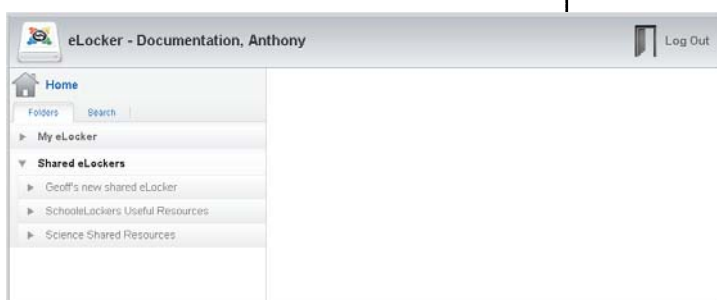 eLocker - Documentation, Anthony
Log Out
Home
Folders Search
My eLocker
Shared eLockers
Geoff's new shared eLocker
SchooleLockers Useful Resources
Science Shared Resources